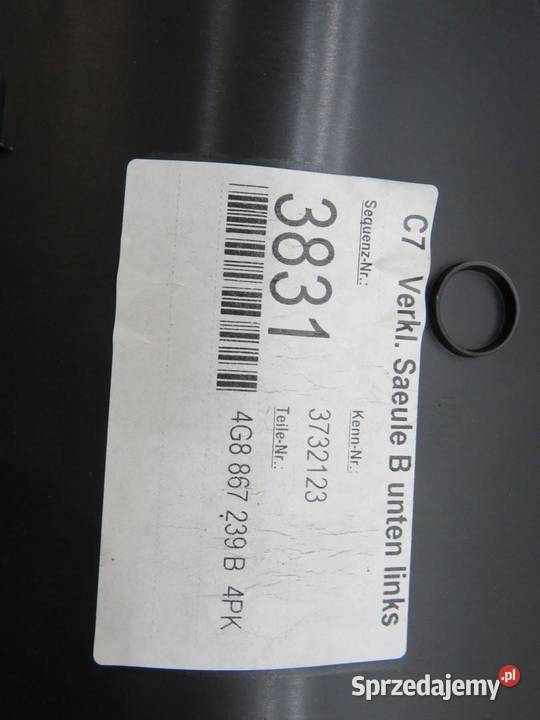 C7 Verkl. Saeule B unten links
Sequenz-Nr.:
Kenn-Nr.:
3831
3732123
Teile-Nr.:
4G8 867 239 B 4PK
Sprzedajemy.pl